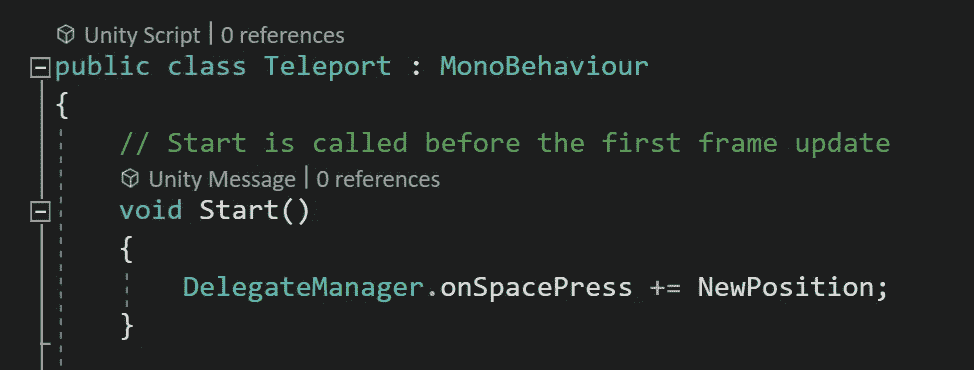 Unity Script | 0 references
public class Teleport : MonoBehaviour
{
// Start is called before the first frame update
Unity Message | 0 references
void Start()
{
DelegateManager.onSpacePress += NewPosition;
}